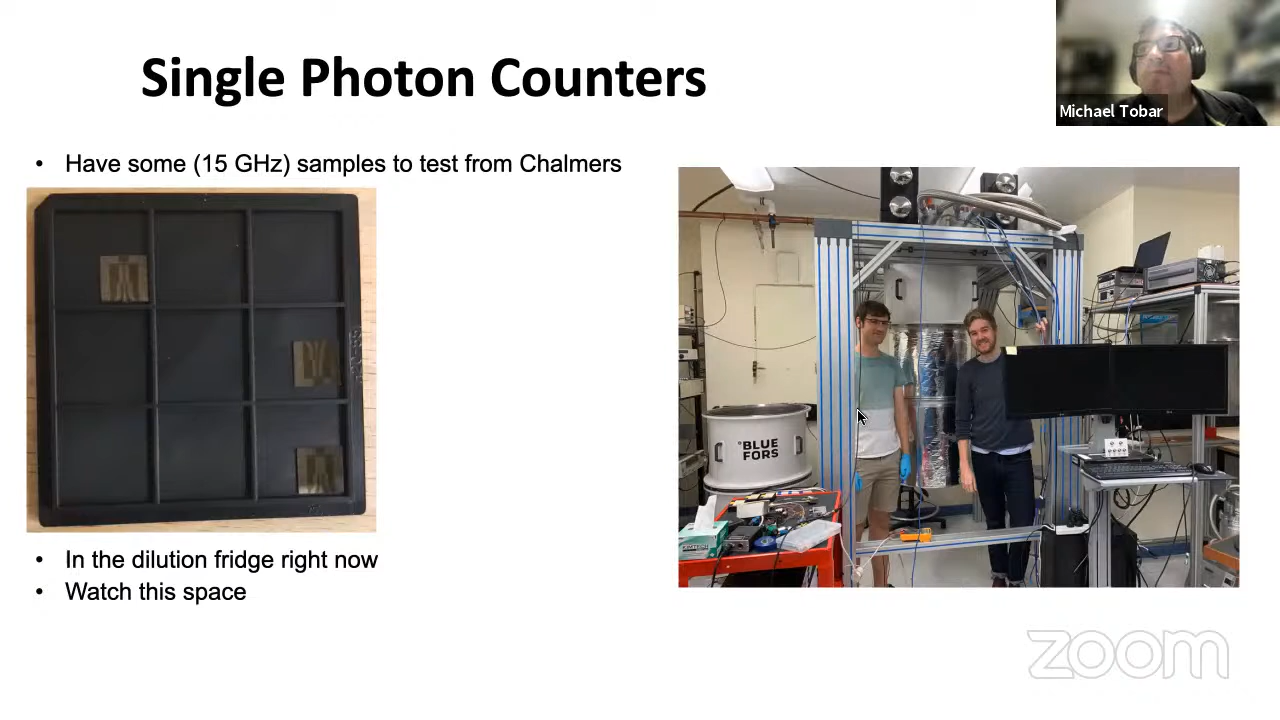 Single Photon Counters
Michael Tobar
• Have some (15 GHz) samples to test from Chalmers
BLUE
FORS
• In the dilution fridge right now
• Watch this space
zoom